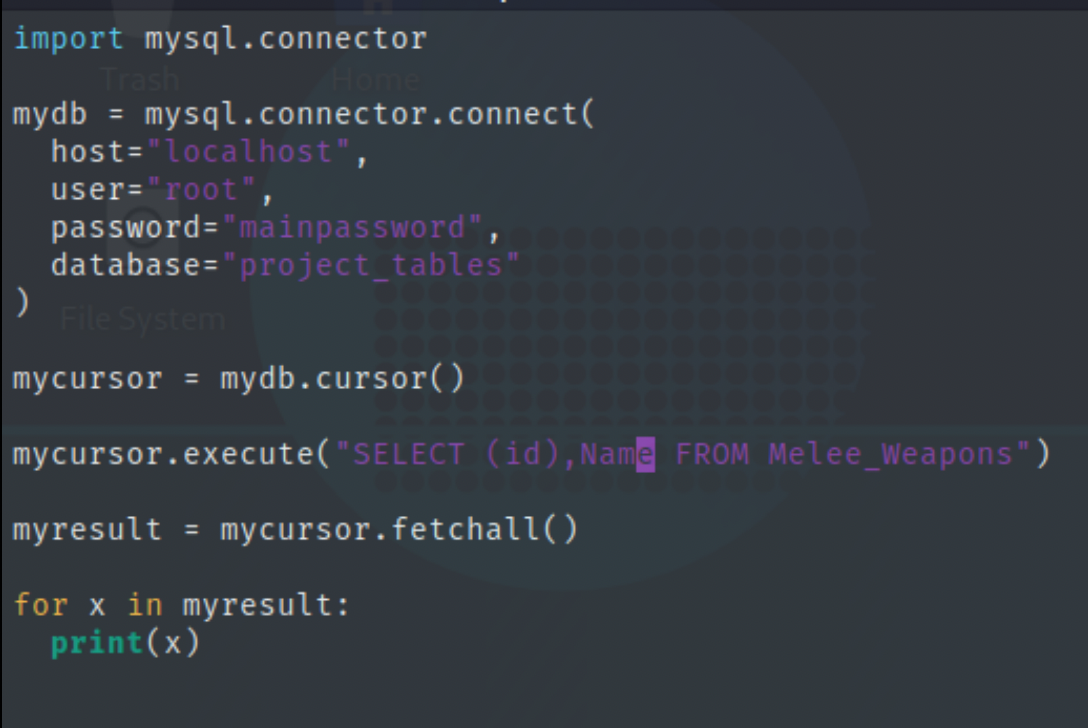 import mysql.connector
Trash Home
mydb = mysql.connector.connect(
  host="localhost",
  user="root",
  password="mainpassword",
  database="project_tables"
)
File System
mycursor = mydb.cursor()
mycursor.execute("SELECT (id),Name FROM Melee_Weapons")
myresult = mycursor.fetchall()
for x in myresult:
  print(x)